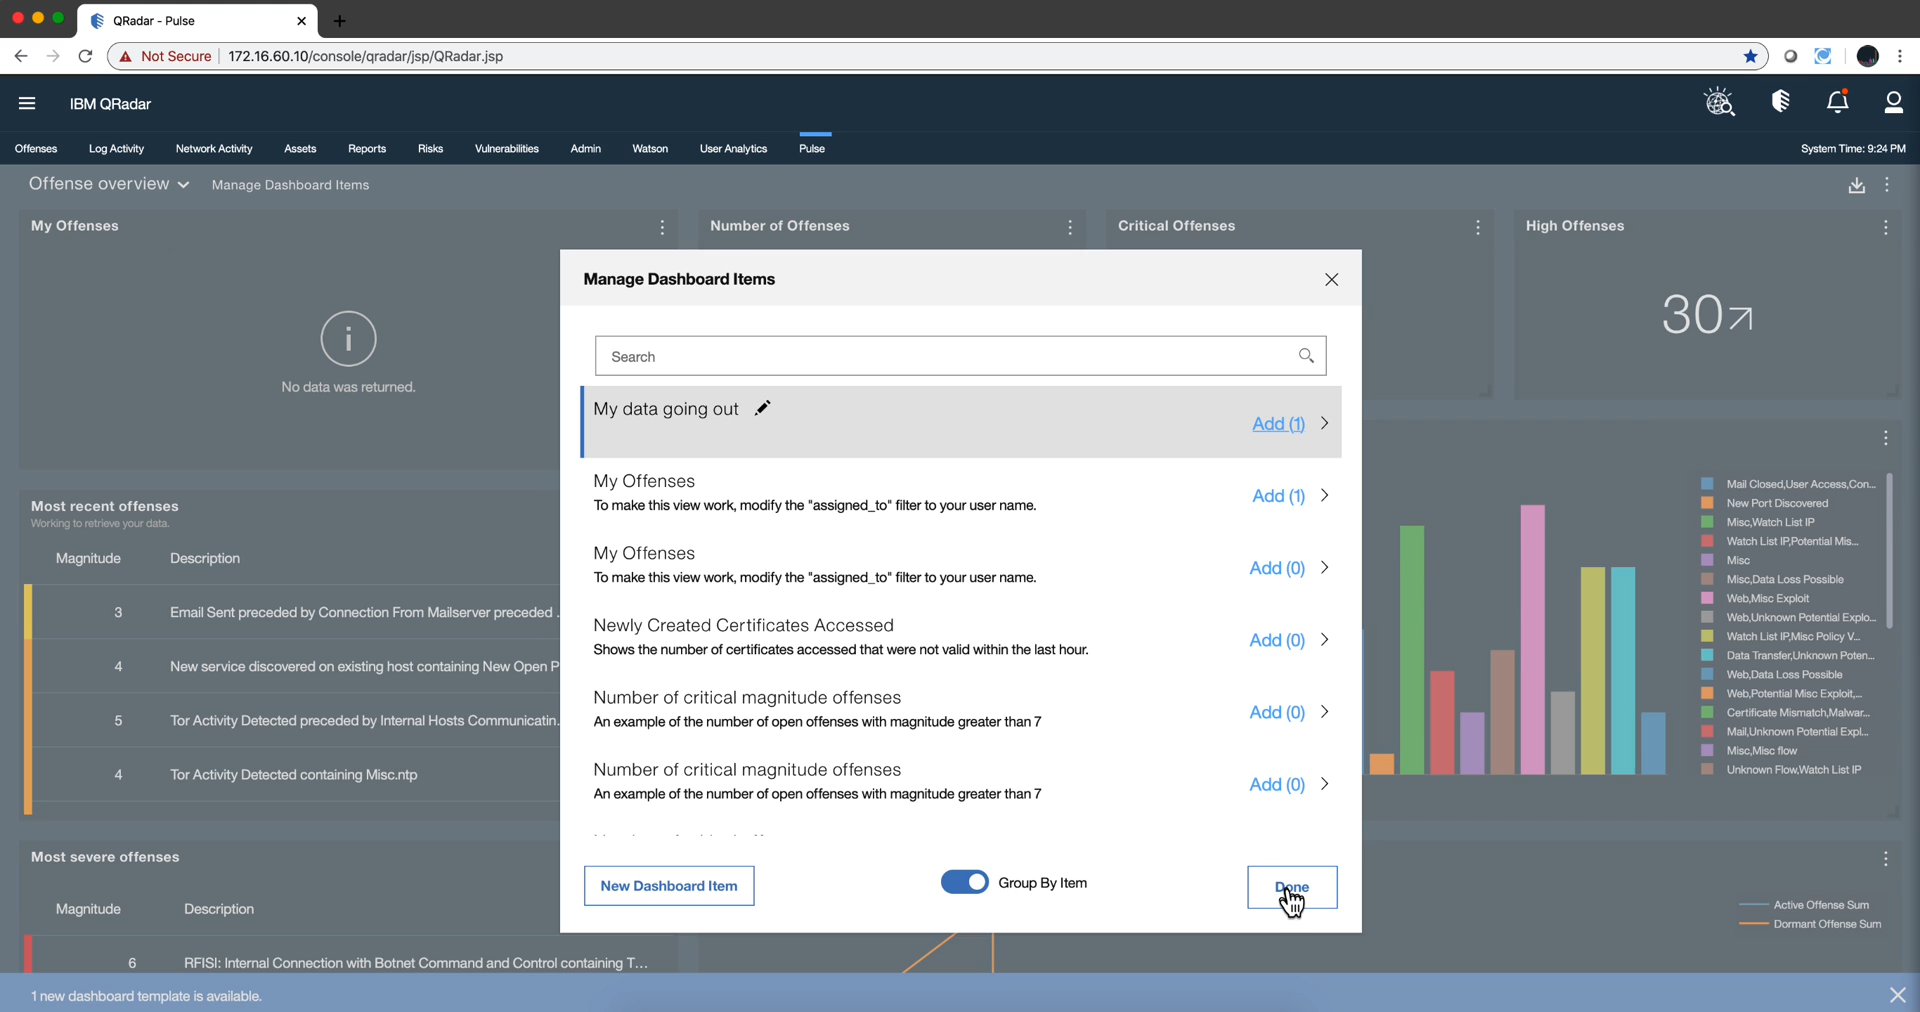 QRadar - Pulse
Not Secure 172.16.60.10/console/qradar/jsp/QRadar.jsp
IBM QRadar
Offenses Log Activity Network Activity Assets Reports Risks Vulnerabilities Admin Watson User Analytics Pulse System Time: 9:24 PM
Offense overview Manage Dashboard Items
My Offenses
Number of Offenses
Critical Offenses
High Offenses
No data was returned.
30
Most recent offenses
Working to retrieve your data.
Magnitude Description
3 Email Sent preceded by Connection From Mailserver preceded .
4 New service discovered on existing host containing New Open P
5 Tor Activity Detected preceded by Internal Hosts Communicatin.
4 Tor Activity Detected containing Misc.ntp
Most severe offenses
Magnitude Description
6 RFISI: Internal Connection with Botnet Command and Control containing T...
Manage Dashboard Items
Search
My data going out
Add (1)
My Offenses
To make this view work, modify the "assigned_to" filter to your user name.
Add (1)
My Offenses
To make this view work, modify the "assigned_to" filter to your user name.
Add (0)
Newly Created Certificates Accessed
Shows the number of certificates accessed that were not valid within the last hour.
Add (0)
Number of critical magnitude offenses
An example of the number of open offenses with magnitude greater than 7
Add (0)
Number of critical magnitude offenses
An example of the number of open offenses with magnitude greater than 7
Add (0)
New Dashboard Item
Group By Item
Done
Mail Closed,User Access,Con...
New Port Discovered
Misc,Watch List IP
Watch List IP,Potential Mis...
Misc
Misc,Data Loss Possible
Web,Misc Exploit
Web,Unknown Potential Explo...
Watch List IP,Misc Policy V...
Data Transfer,Unknown Poten...
Web,Data Loss Possible
Web,Potential Misc Exploit,...
Certificate Mismatch,Malwar...
Mail,Unknown Potential Expl...
Misc,Misc flow
Unknown Flow,Watch List IP
Active Offense Sum
Dormant Offense Sum
1 new dashboard template is available.